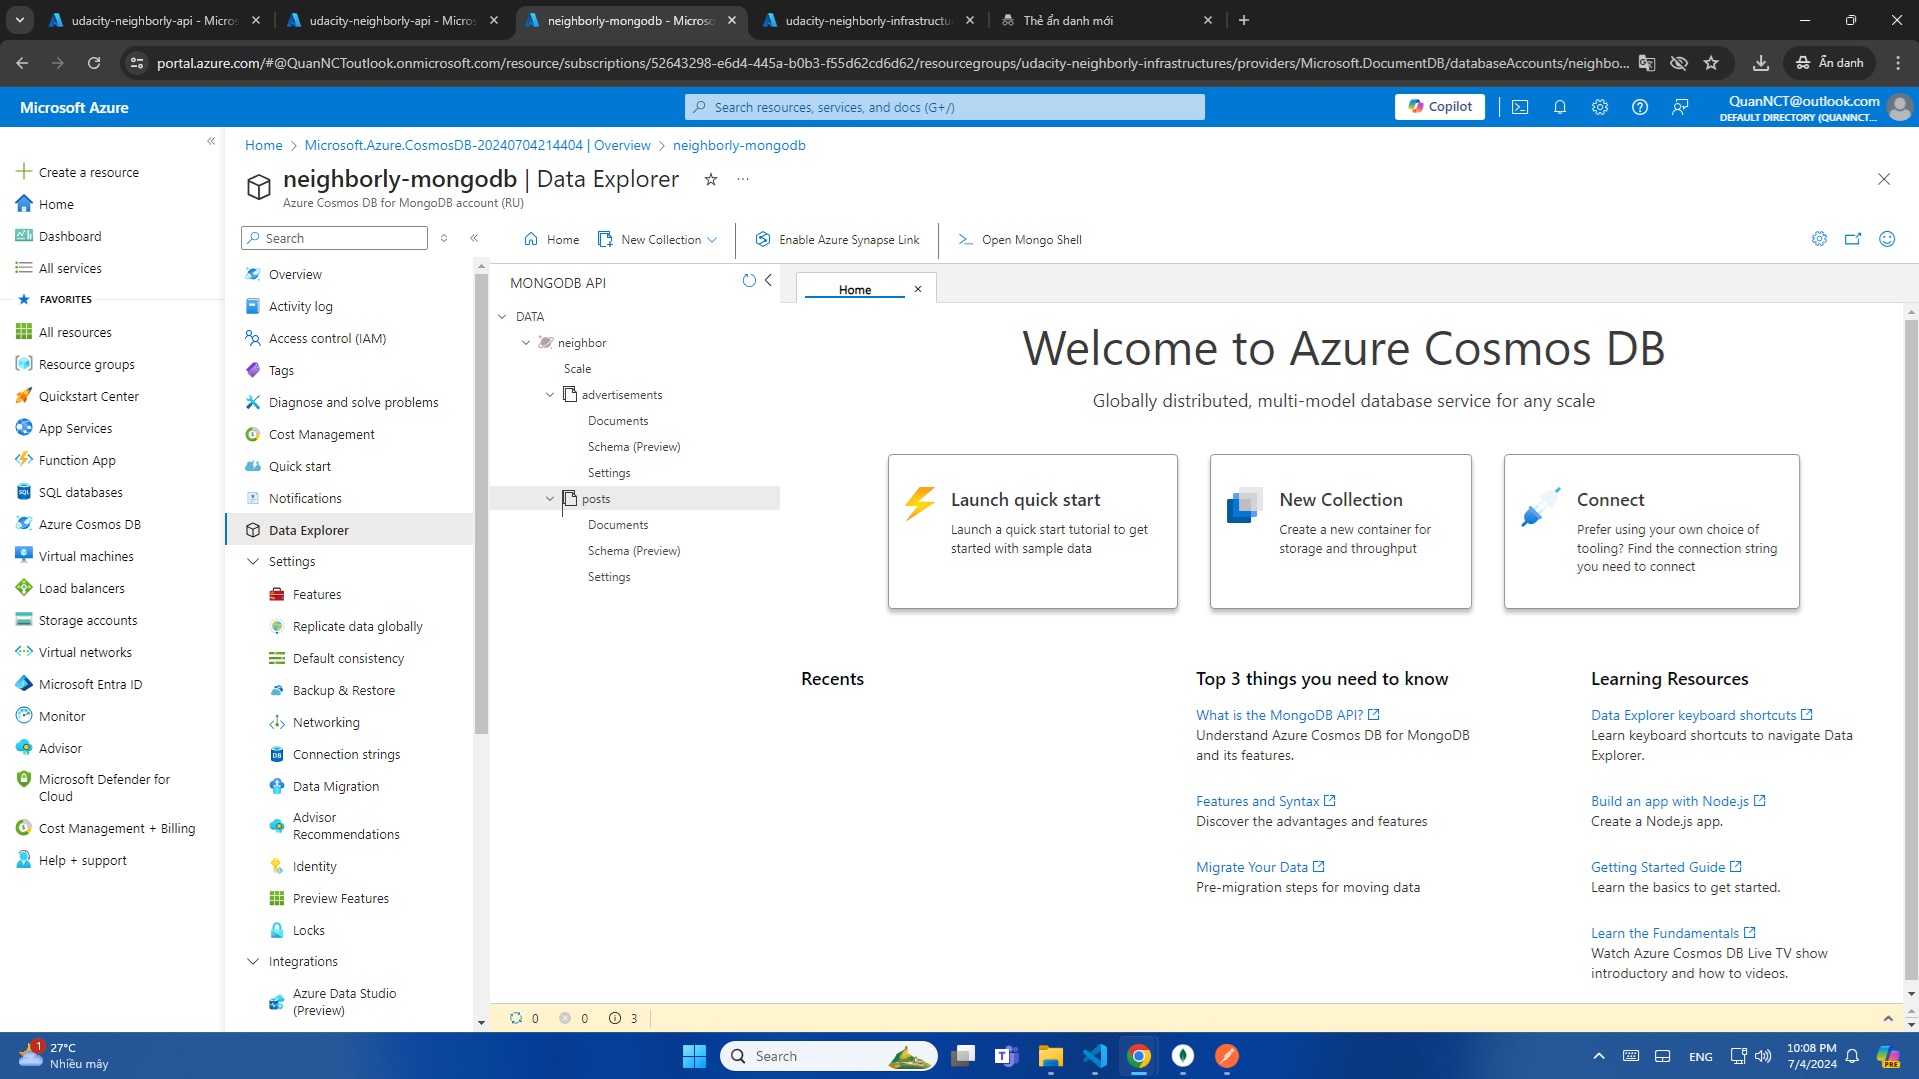 udacity-neighborly-api - Micros
udacity-neighborly-api - Micros
neighborly-mongodb - Microso
udacity-neighborly-infrastructur
Thẻ ẩn danh mới
portal.azure.com/#@QuanNCToutlook.onmicrosoft.com/resource/subscriptions/52643298-e6d4-445a-b0b3-f55d62cd6d62/resourcegroups/udacity-neighborly-infrastructures/providers/Microsoft.DocumentDB/databaseAccounts/neighbo...
Ẩn danh
Microsoft Azure
Search resources, services, and docs (G+/)
Copilot
QuanNCT@outlook.com
DEFAULT DIRECTORY (QUANNCT...
Create a resource
Home
Dashboard
All services
FAVORITES
All resources
Resource groups
Quickstart Center
App Services
Function App
SQL databases
Azure Cosmos DB
Virtual machines
Load balancers
Storage accounts
Virtual networks
Microsoft Entra ID
Monitor
Advisor
Microsoft Defender for
Cloud
Cost Management + Billing
Help + support
Home > Microsoft.Azure.CosmosDB-20240704214404 | Overview > neighborly-mongodb
neighborly-mongodb | Data Explorer
Azure Cosmos DB for MongoDB account (RU)
Search
Overview
Activity log
Access control (IAM)
Tags
Diagnose and solve problems
Cost Management
Quick start
Notifications
Data Explorer
Settings
Features
Replicate data globally
Default consistency
Backup & Restore
Networking
Connection strings
Data Migration
Advisor
Recommendations
Identity
Preview Features
Locks
Integrations
Azure Data Studio
(Preview)
Home
New Collection
Enable Azure Synapse Link
Open Mongo Shell
MONGODB API
DATA
neighbor
Scale
advertisements
Documents
Schema (Preview)
Settings
posts
Documents
Schema (Preview)
Settings
Home
Welcome to Azure Cosmos DB
Globally distributed, multi-model database service for any scale
Launch quick start
Launch a quick start tutorial to get
started with sample data
New Collection
Create a new container for
storage and throughput
Connect
Prefer using your own choice of
tooling? Find the connection string
you need to connect
Recents
Top 3 things you need to know
What is the MongoDB API?
Understand Azure Cosmos DB for MongoDB
and its features.
Features and Syntax
Discover the advantages and features
Migrate Your Data
Pre-migration steps for moving data
Learning Resources
Data Explorer keyboard shortcuts
Learn keyboard shortcuts to navigate Data
Explorer.
Build an app with Node.js
Create a Node.js app.
Getting Started Guide
Learn the basics to get started.
Learn the Fundamentals
Watch Azure Cosmos DB Live TV show
introductory and how to videos.
0 0 3
1
27°C
Nhiều mây
Search
ENG
10:08 PM
7/4/2024
PRE